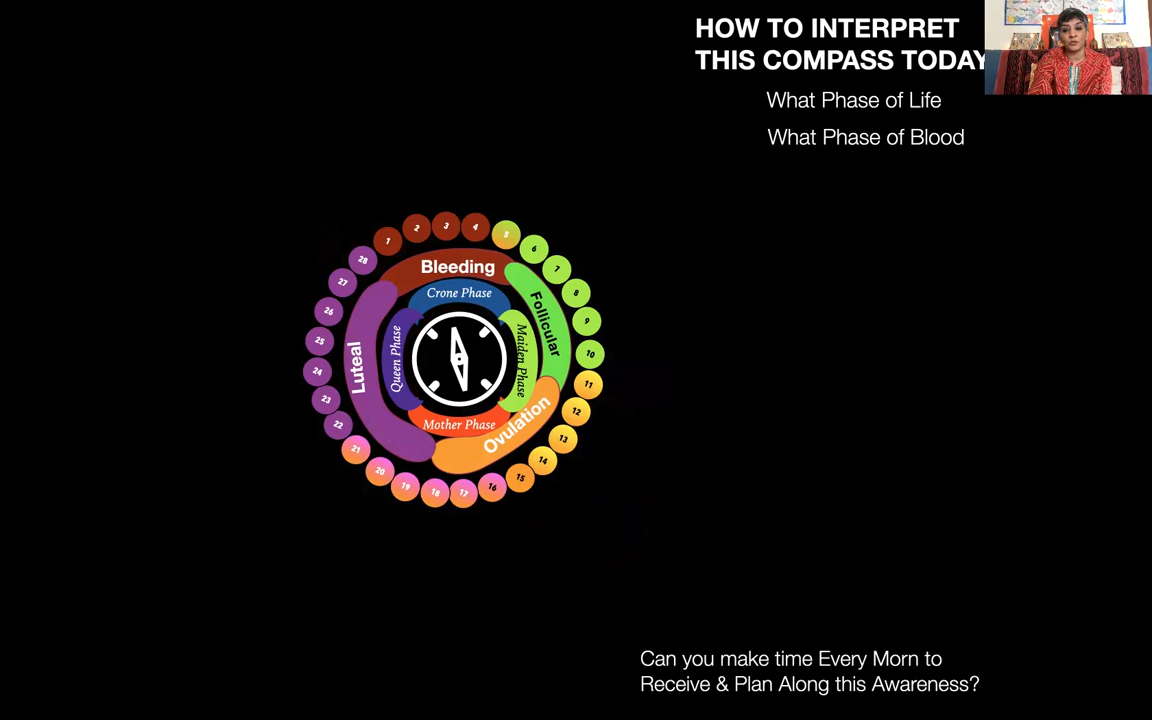 HOW TO INTERPRET
THIS COMPASS TODAY
What Phase of Life
What Phase of Blood
1
2
3
4
5
6
7
8
9
10
11
12
13
14
15
16
17
18
19
20
21
22
23
24
25
26
27
28
Bleeding
Follicular
Ovulation
Luteal
Crone Phase
Maiden Phase
Mother Phase
Queen Phase
Can you make time Every Morn to
Receive & Plan Along this Awareness?